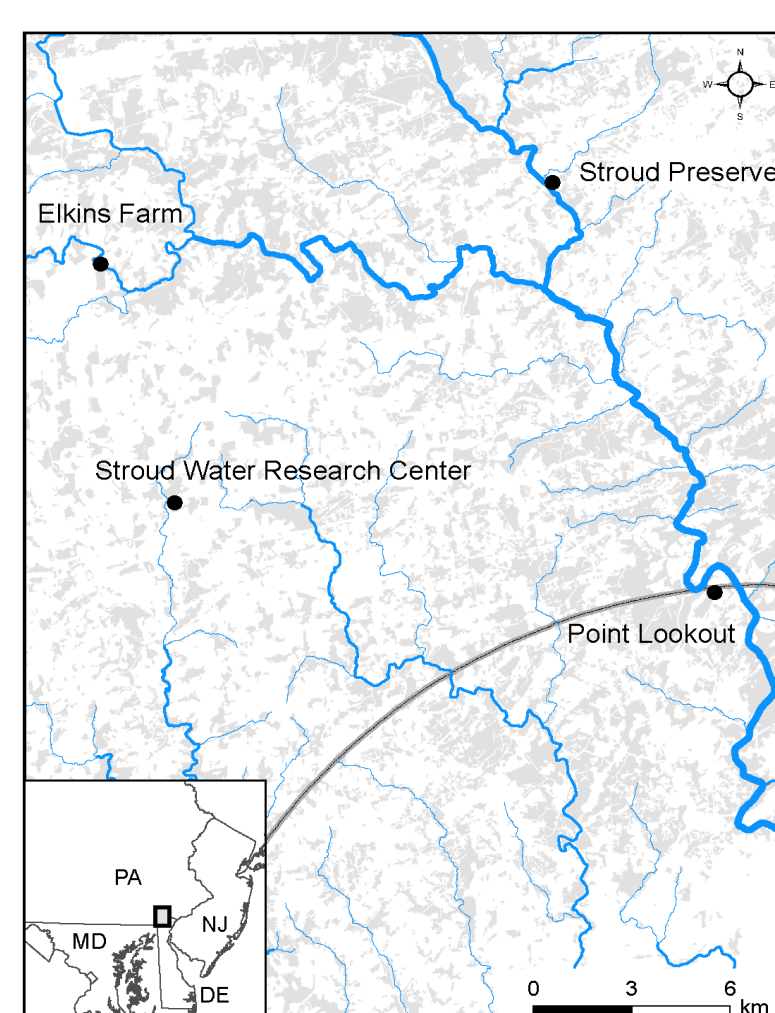 N
W E
S
Stroud Preserve
Elkins Farm
Stroud Water Research Center
Point Lookout
PA
NJ
MD
DE
0 3 6
km